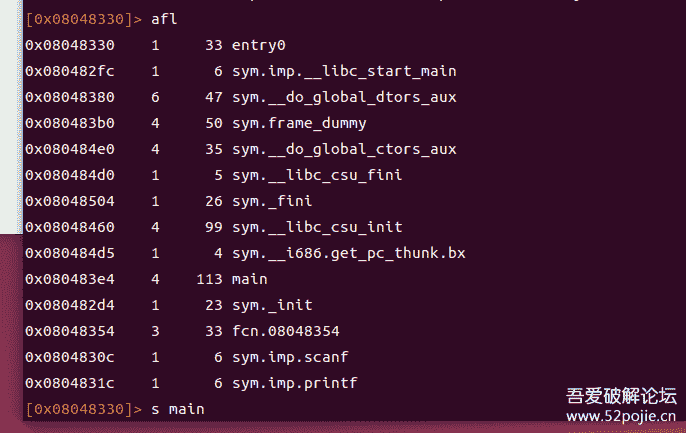 [0x08048330]> afl
0x08048330 1 33 entry0
0x080482fc 1 6 sym.imp.__libc_start_main
0x08048380 6 47 sym.__do_global_dtors_aux
0x080483b0 4 50 sym.frame_dummy
0x080484e0 4 35 sym.__do_global_ctors_aux
0x080484d0 1 5 sym.__libc_csu_fini
0x08048504 1 26 sym._fini
0x08048460 4 99 sym.__libc_csu_init
0x080484d5 1 4 sym.__i686.get_pc_thunk.bx
0x080483e4 4 113 main
0x080482d4 1 23 sym._init
0x08048354 3 33 fcn.08048354
0x0804830c 1 6 sym.imp.scanf
0x0804831c 1 6 sym.imp.printf
[0x08048330]> s main
吾爱破解论坛
www.52pojie.cn